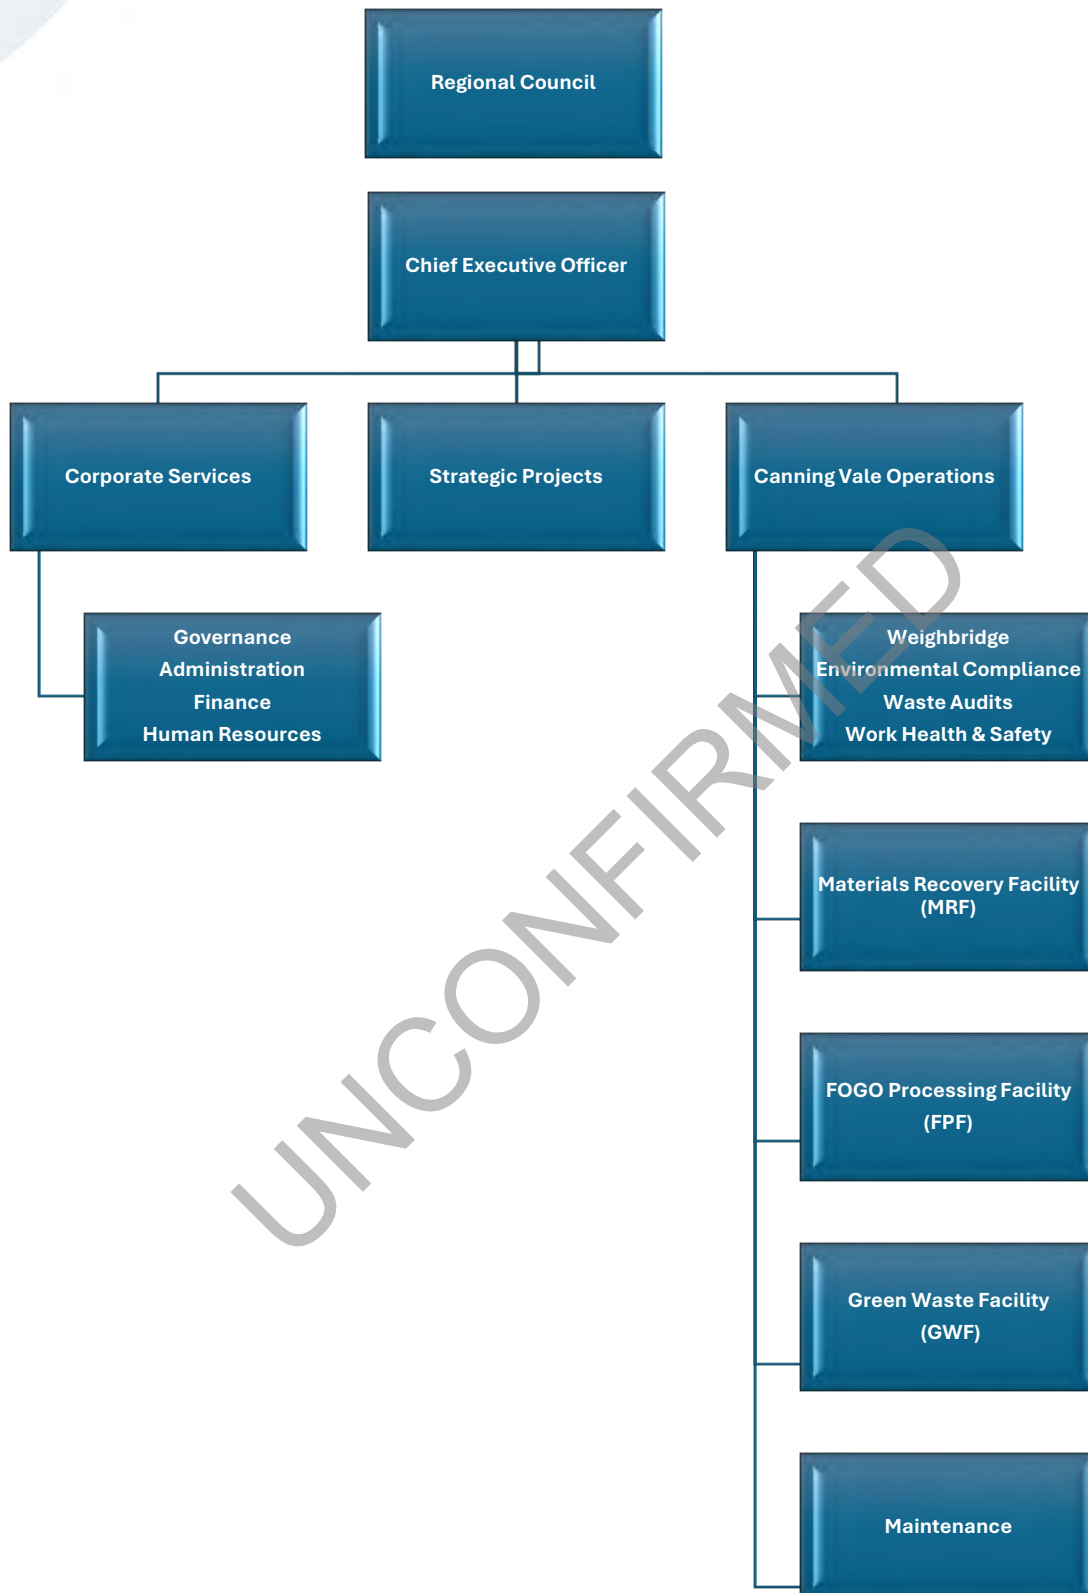 Regional Council
Chief Executive Officer
Corporate Services
Strategic Projects
Canning Vale Operations
Governance
Administration
Finance
Human Resources
Weighbridge
Environmental Compliance
Waste Audits
Work Health & Safety
Materials Recovery Facility
(MRF)
FOGO Processing Facility
(FPF)
Green Waste Facility
(GWF)
Maintenance
UNCONFIRMED